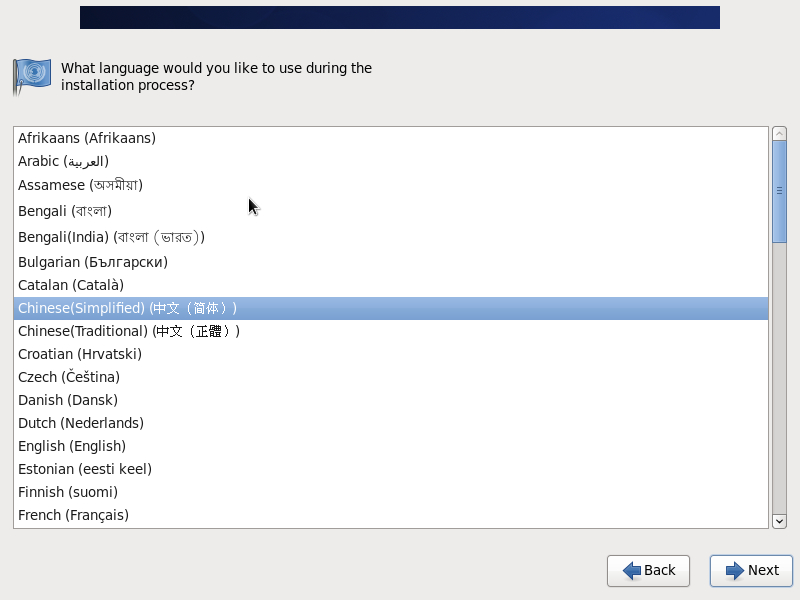 What language would you like to use during the
installation process?
Afrikaans (Afrikaans)
Arabic (العربية)
Assamese (অসমীয়া)
Bengali (বাংলা)
Bengali(India) (বাংলা (ভারত))
Bulgarian (Български)
Catalan (Català)
Chinese(Simplified) (中文（简体）)
Chinese(Traditional) (中文（正體）)
Croatian (Hrvatski)
Czech (Čeština)
Danish (Dansk)
Dutch (Nederlands)
English (English)
Estonian (eesti keel)
Finnish (suomi)
French (Français)
Back
Next